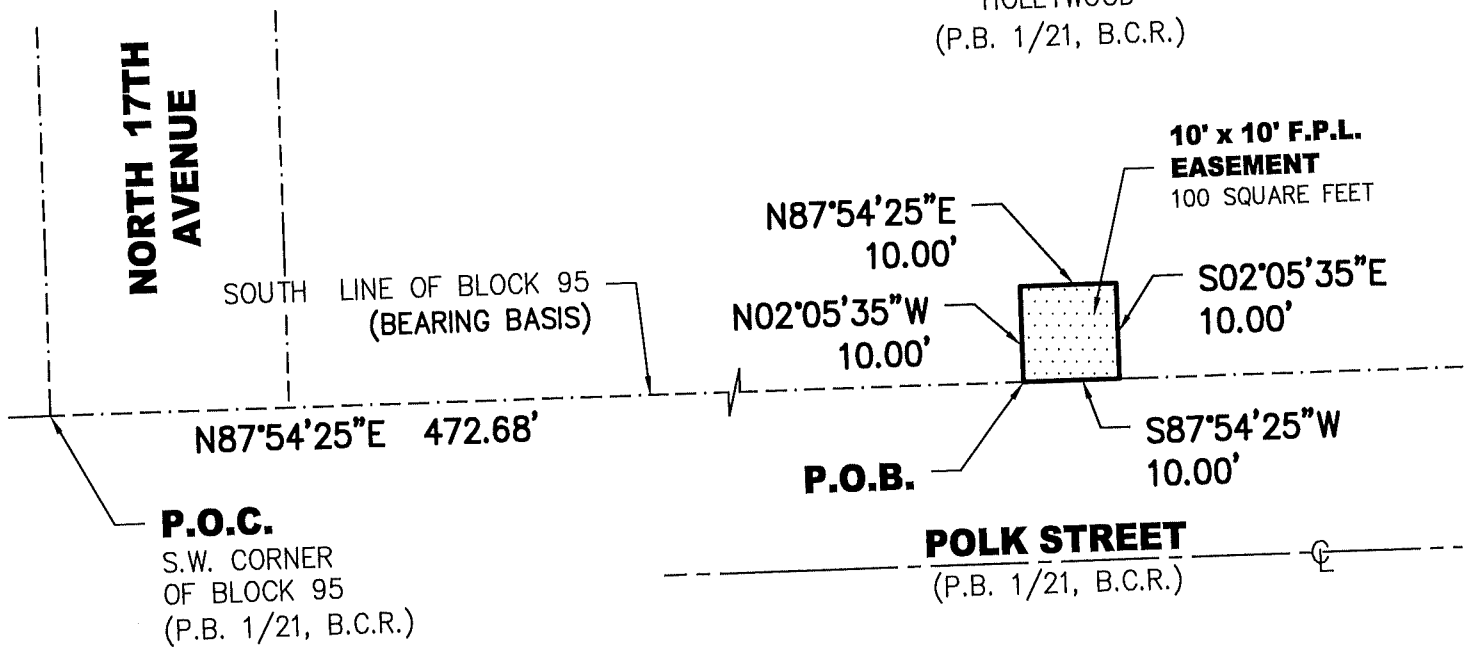 HOLLYWOOD
(P.B. 1/21, B.C.R.)
NORTH 17TH
AVENUE
10' x 10' F.P.L.
EASEMENT
100 SQUARE FEET
N87°54'25"E
10.00'
SOUTH LINE OF BLOCK 95
(BEARING BASIS)
N02°05'35"W
10.00'
S02°05'35"E
10.00'
N87°54'25"E 472.68'
S87°54'25"W
10.00'
P.O.B.
P.O.C.
S.W. CORNER
OF BLOCK 95
(P.B. 1/21, B.C.R.)
POLK STREET
(P.B. 1/21, B.C.R.)
CL